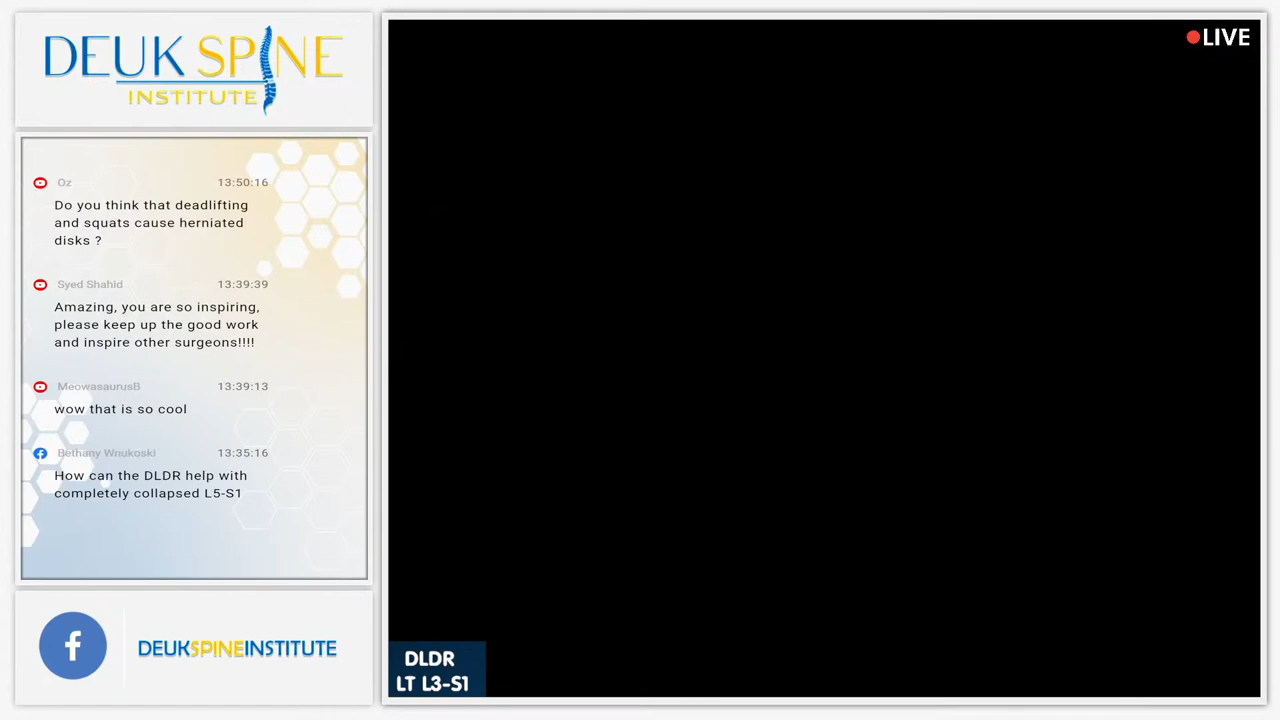 DEUK SPINE
INSTITUTE
LIVE
Oz 13:50:16
Do you think that deadlifting
and squats cause herniated
disks ?
Syed Shahid 13:39:39
Amazing, you are so inspiring,
please keep up the good work
and inspire other surgeons!!!!
MeowasaurusB 13:39:13
wow that is so cool
Bethany Wnukoski 13:35:16
How can the DLDR help with
completely collapsed L5-S1
f
DEUKSPINEINSTITUTE
DLDR
LT L3-S1